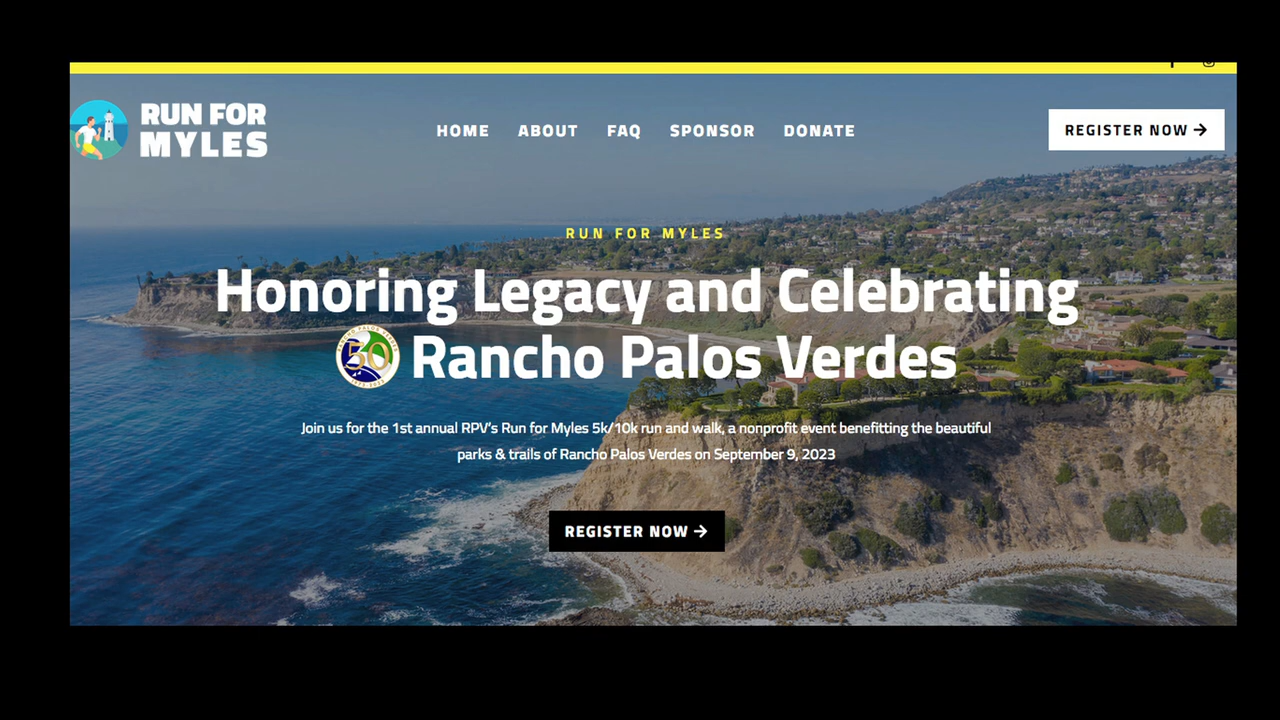 RUN FOR
MYLES
HOME ABOUT FAQ SPONSOR DONATE
REGISTER NOW →
RUN FOR MYLES
Honoring Legacy and Celebrating
50 Rancho Palos Verdes
Join us for the 1st annual RPV's Run for Myles 5k/10k run and walk, a nonprofit event benefitting the beautiful
parks & trails of Rancho Palos Verdes on September 9, 2023
REGISTER NOW →